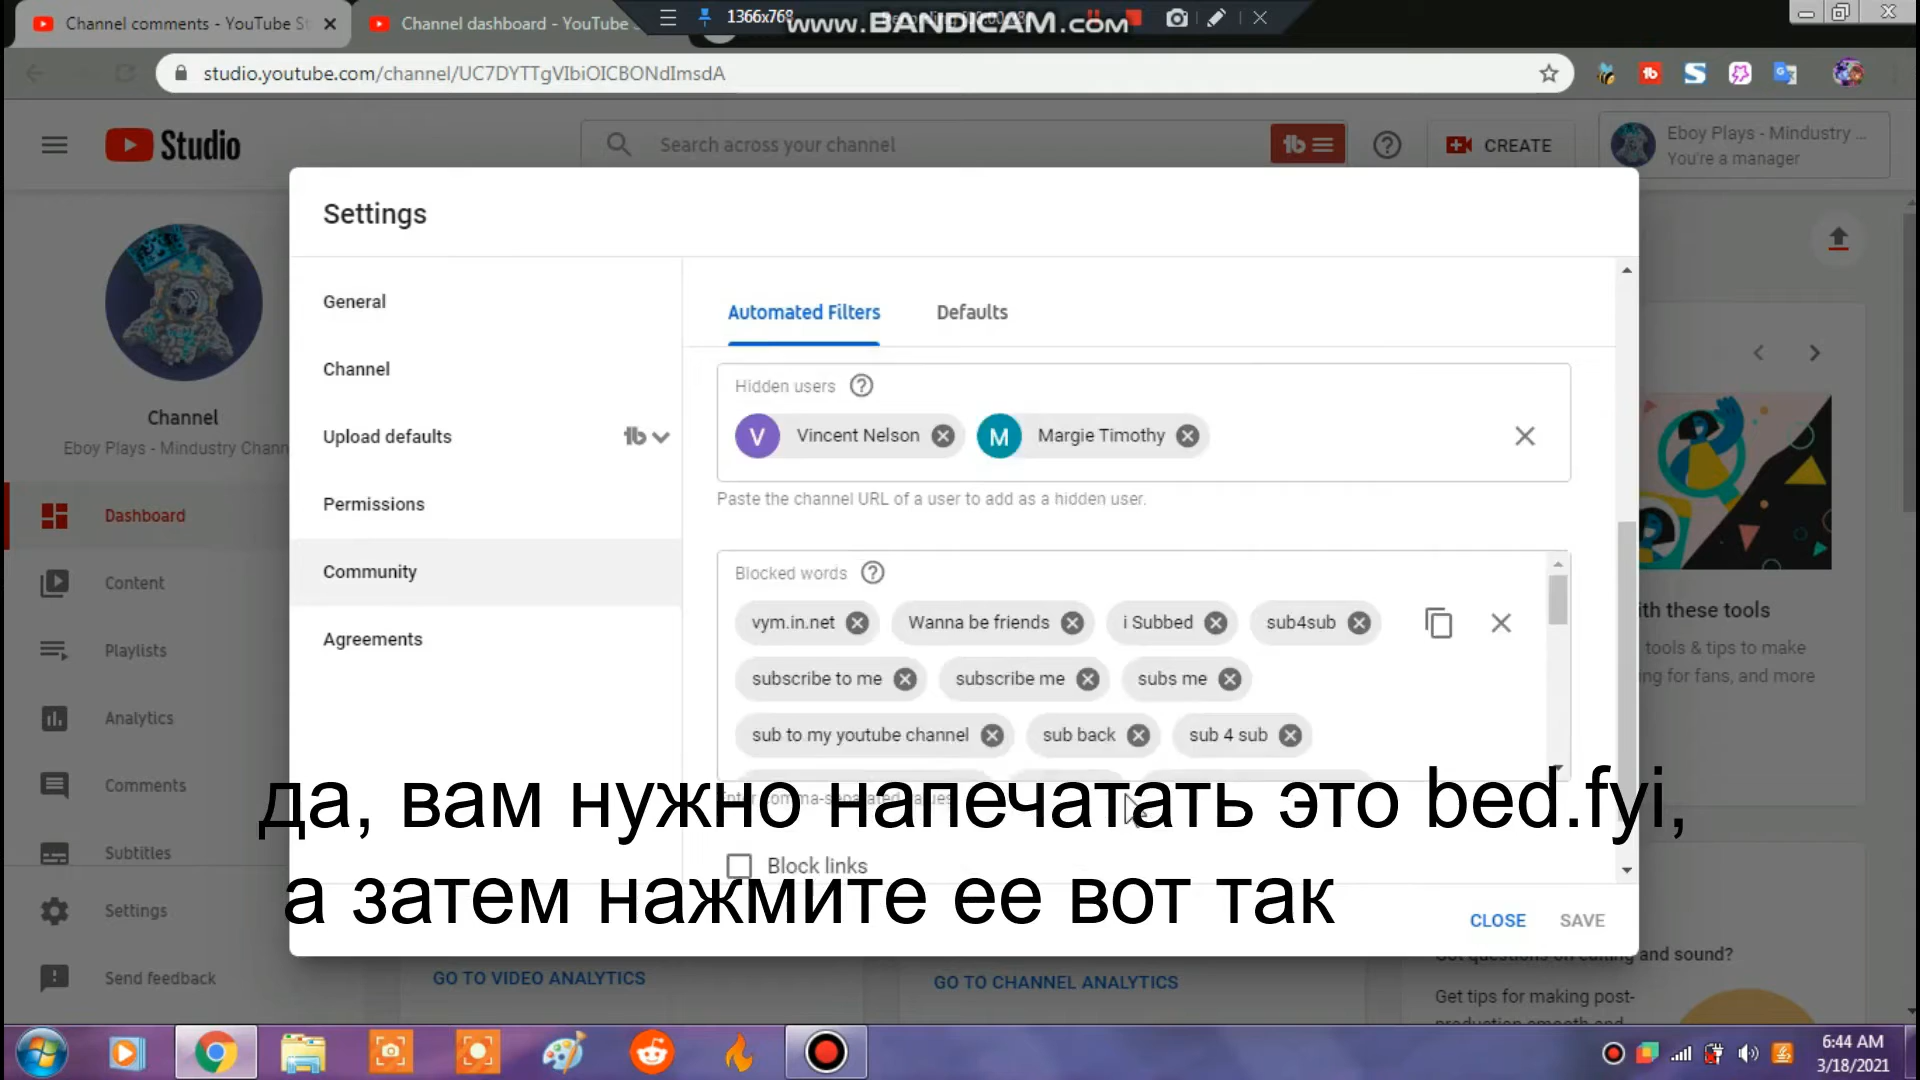 Channel comments - YouTube St
Channel dashboard - YouTube S
1366x768
www.BANDICAM.com
studio.youtube.com/channel/UC7DYTTgVIbiOICBONdImsdA
Studio
Search across your channel
CREATE
Eboy Plays - Mindustry ...
You're a manager
Settings
General
Channel
Upload defaults
Permissions
Community
Agreements
Automated Filters
Defaults
Hidden users
V Vincent Nelson
M Margie Timothy
Paste the channel URL of a user to add as a hidden user.
Blocked words
vym.in.net Wanna be friends i Subbed sub4sub
subscribe to me subscribe me subs me
sub to my youtube channel sub back sub 4 sub
Enter comma-separated values
да, вам нужно напечатать это bed.fyi,
Block links
а затем нажмите ее вот так
CLOSE SAVE
Channel
Eboy Plays - Mindustry Chann
Dashboard
Content
Playlists
Analytics
Comments
Subtitles
Settings
Send feedback
GO TO VIDEO ANALYTICS
GO TO CHANNEL ANALYTICS
ith these tools
tools & tips to make
ng for fans, and more
and sound?
Get tips for making post-
6:44 AM
3/18/2021